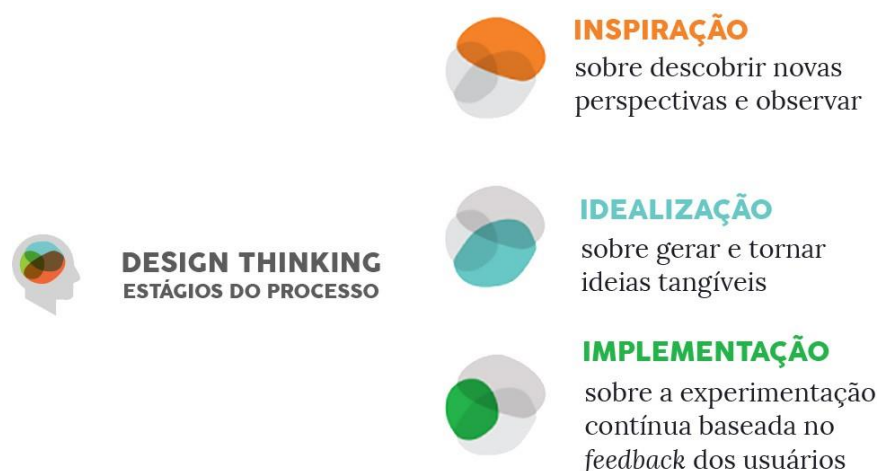 DESIGN THINKING
ESTÁGIOS DO PROCESSO
INSPIRAÇÃO
sobre descobrir novas
perspectivas e observar
IDEALIZAÇÃO
sobre gerar e tornar
ideias tangíveis
IMPLEMENTAÇÃO
sobre a experimentação
contínua baseada no
feedback dos usuários